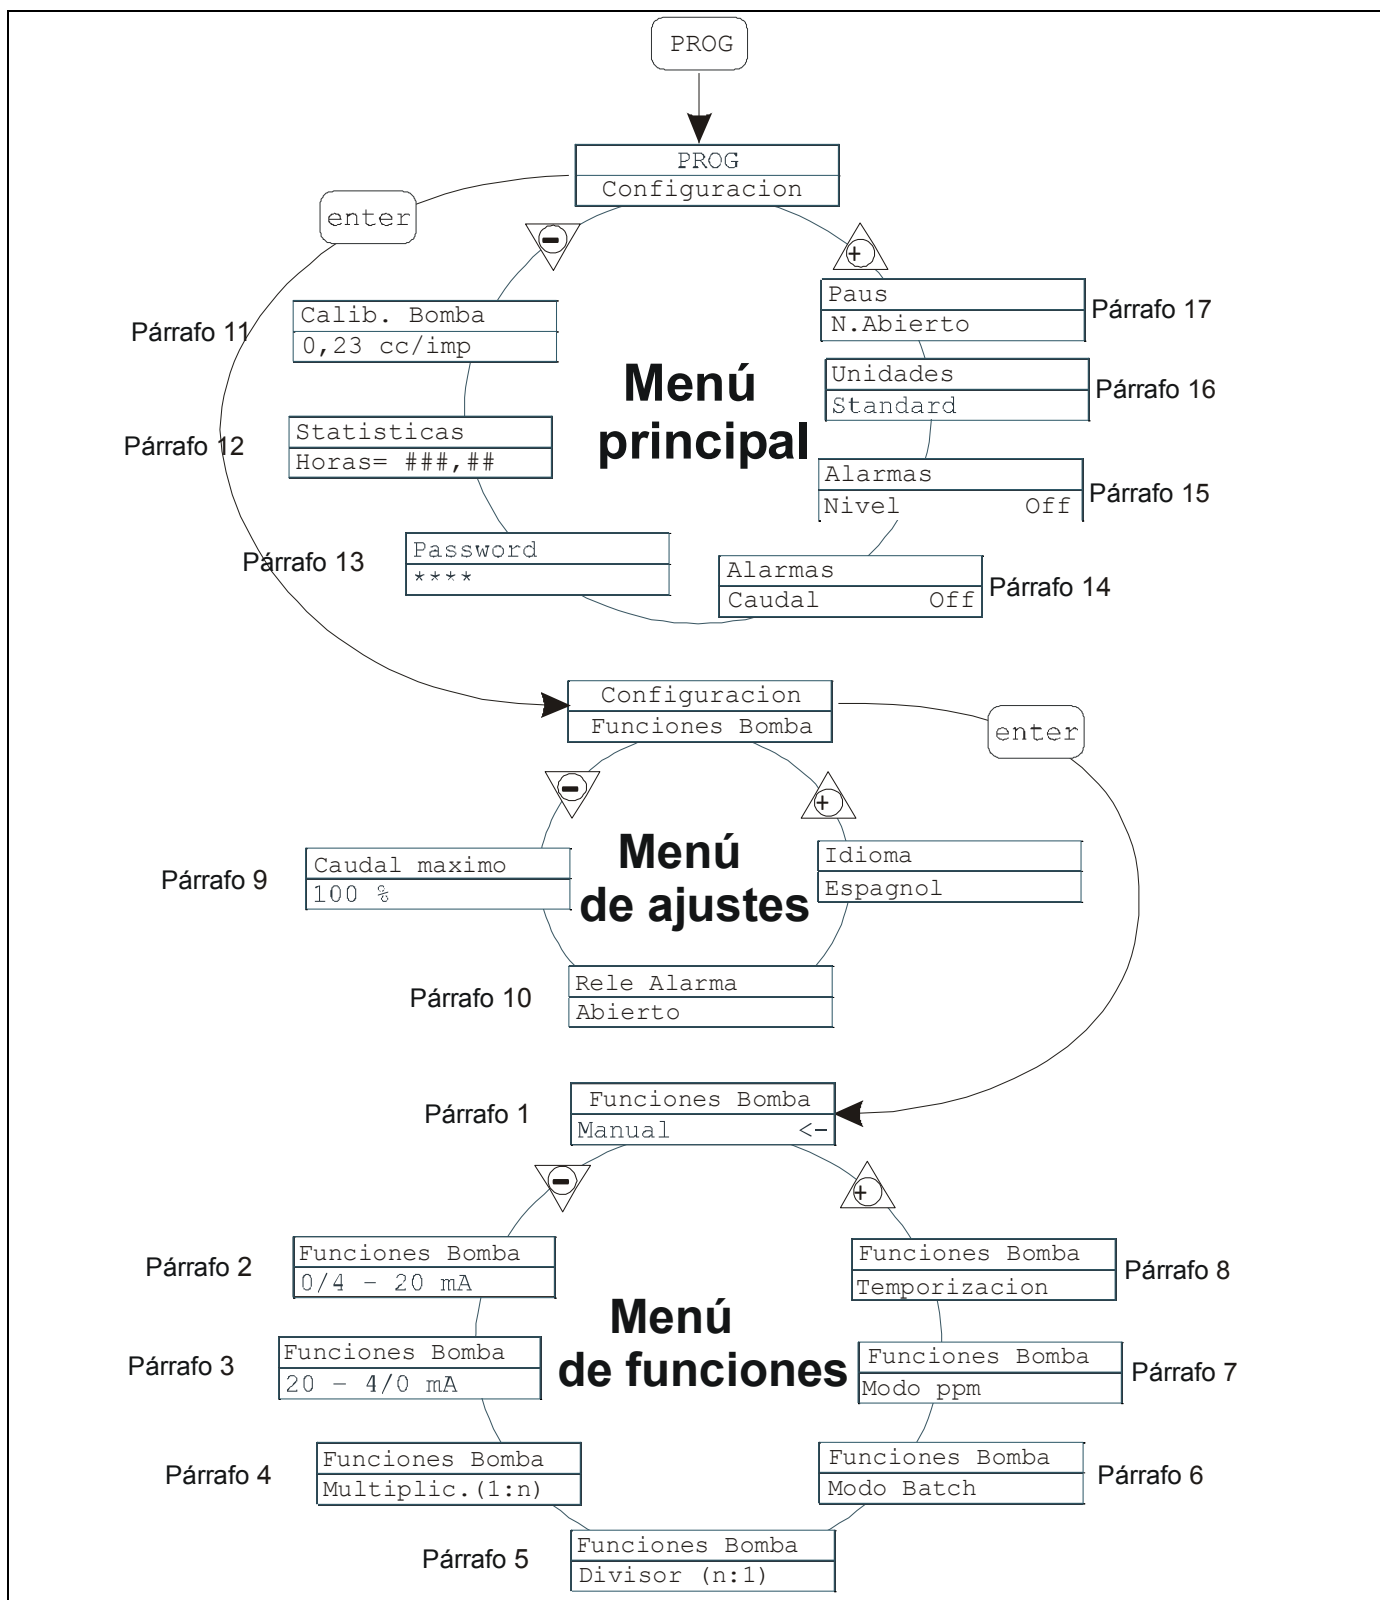 PROG
PROG
Configuracion
enter
-
+
Párrafo 11
Calib. Bomba
0,23 cc/imp
Paus
N.Abierto
Párrafo 17
Menú
principal
Unidades
Standard
Párrafo 16
Párrafo 12
Statisticas
Horas= ###,##
Alarmas
Nivel Off
Párrafo 15
Párrafo 13
Password
****
Alarmas
Caudal Off
Párrafo 14
Configuracion
Funciones Bomba
enter
-
+
Párrafo 9
Caudal maximo
100 %
Menú
de ajustes
Idioma
Espagnol
Párrafo 10
Rele Alarma
Abierto
Párrafo 1
Funciones Bomba
Manual <-
-
+
Párrafo 2
Funciones Bomba
0/4 - 20 mA
Funciones Bomba
Temporizacion
Párrafo 8
Menú
de funciones
Párrafo 3
Funciones Bomba
20 - 4/0 mA
Funciones Bomba
Modo ppm
Párrafo 7
Párrafo 4
Funciones Bomba
Multiplic.(1:n)
Funciones Bomba
Modo Batch
Párrafo 6
Párrafo 5
Funciones Bomba
Divisor (n:1)